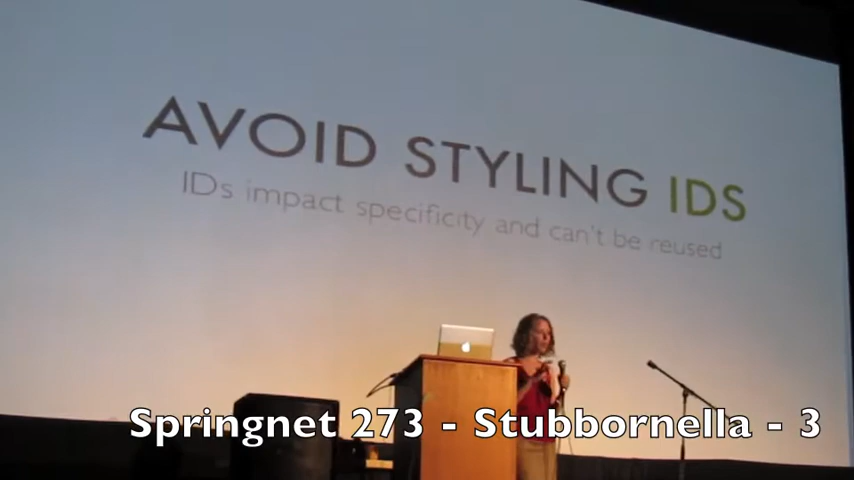 AVOID STYLING IDS
IDs impact specificity and can't be reused
Springnet 273 - Stubbornella - 3